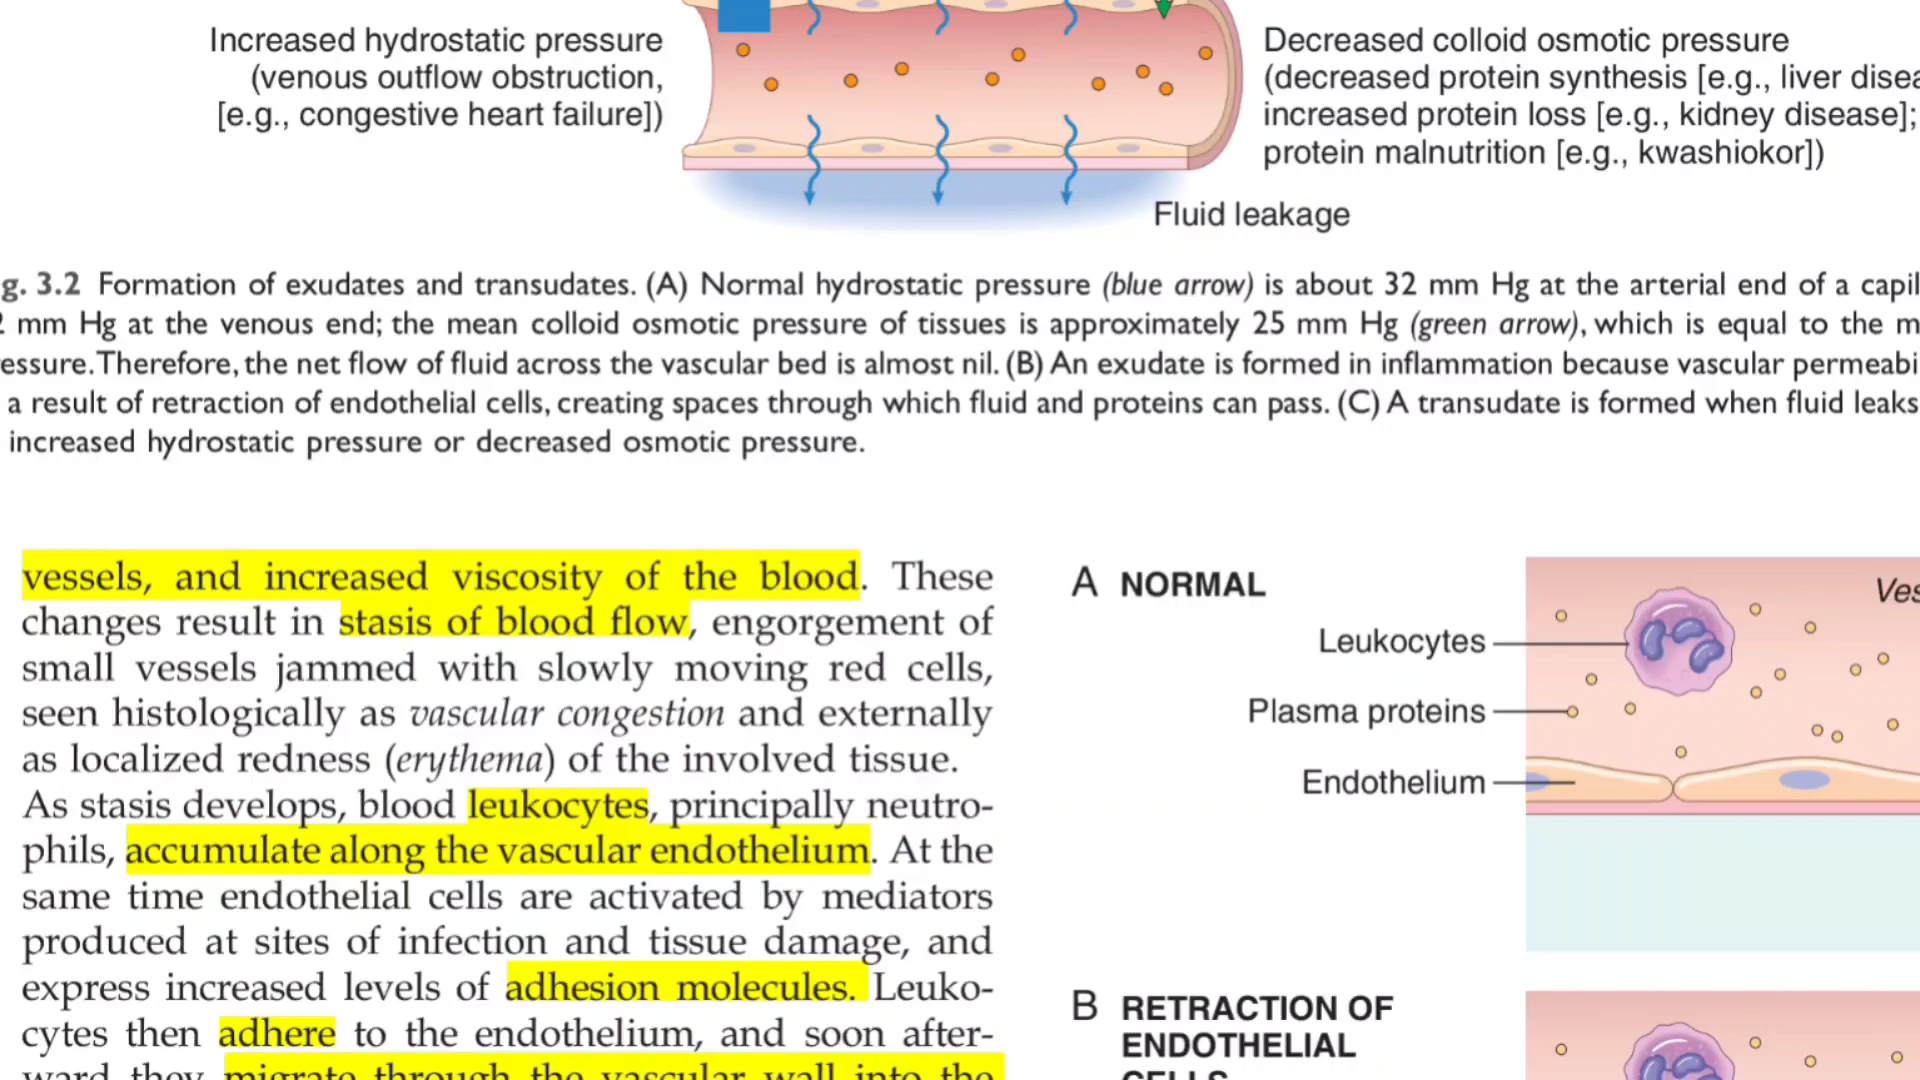 Increased hydrostatic pressure
(venous outflow obstruction,
[e.g., congestive heart failure])
Decreased colloid osmotic pressure
(decreased protein synthesis [e.g., liver disea
increased protein loss [e.g., kidney disease];
protein malnutrition [e.g., kwashiokor])
Fluid leakage
g. 3.2 Formation of exudates and transudates. (A) Normal hydrostatic pressure (blue arrow) is about 32 mm Hg at the arterial end of a capil
2 mm Hg at the venous end; the mean colloid osmotic pressure of tissues is approximately 25 mm Hg (green arrow), which is equal to the m
essure. Therefore, the net flow of fluid across the vascular bed is almost nil. (B) An exudate is formed in inflammation because vascular permeabi
a result of retraction of endothelial cells, creating spaces through which fluid and proteins can pass. (C) A transudate is formed when fluid leaks
increased hydrostatic pressure or decreased osmotic pressure.
vessels, and increased viscosity of the blood. These
changes result in stasis of blood flow, engorgement of
small vessels jammed with slowly moving red cells,
seen histologically as vascular congestion and externally
as localized redness (erythema) of the involved tissue.
As stasis develops, blood leukocytes, principally neutro-
phils, accumulate along the vascular endothelium. At the
same time endothelial cells are activated by mediators
produced at sites of infection and tissue damage, and
express increased levels of adhesion molecules. Leuko-
cytes then adhere to the endothelium, and soon after-
ward they migrate through the vascular wall into the
A NORMAL
Ves
Leukocytes
Plasma proteins
Endothelium
B RETRACTION OF
ENDOTHELIAL
CELLS